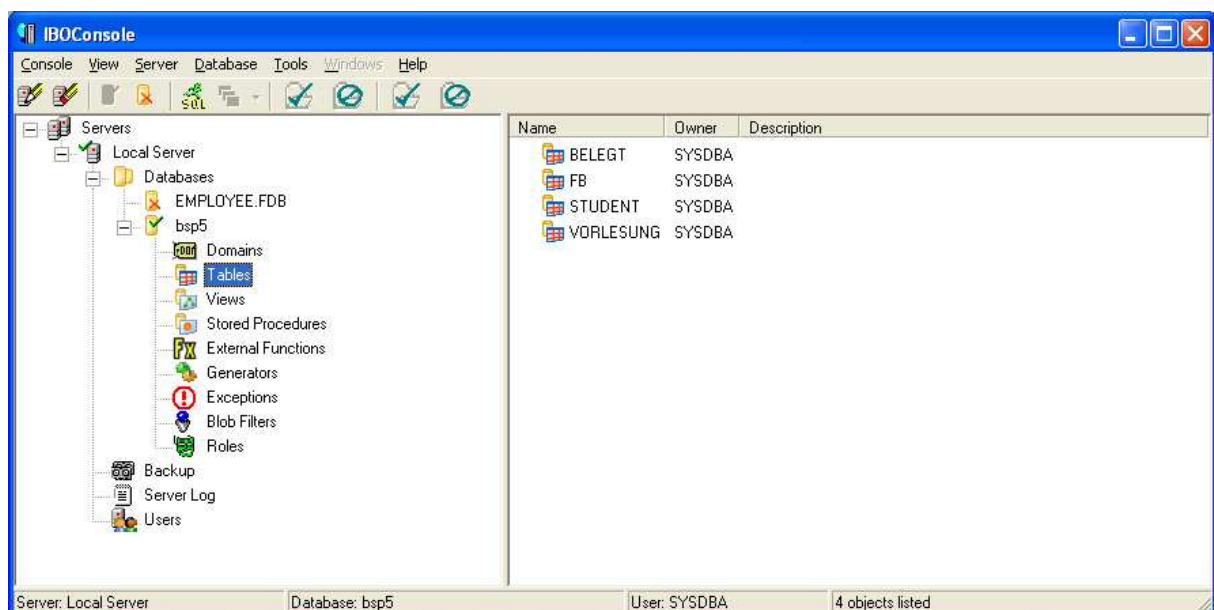 IBOConsole
Console View Server Database Tools Windows Help
SQL
Servers
Local Server
Databases
EMPLOYEE.FDB
bsp5
Domains
Tables
Views
Stored Procedures
External Functions
Generators
Exceptions
Blob Filters
Roles
Backup
Server Log
Users
Name Owner Description
BELEGT SYSDBA
FB SYSDBA
STUDENT SYSDBA
VORLESUNG SYSDBA
Server: Local Server Database: bsp5 User: SYSDBA 4 objects listed